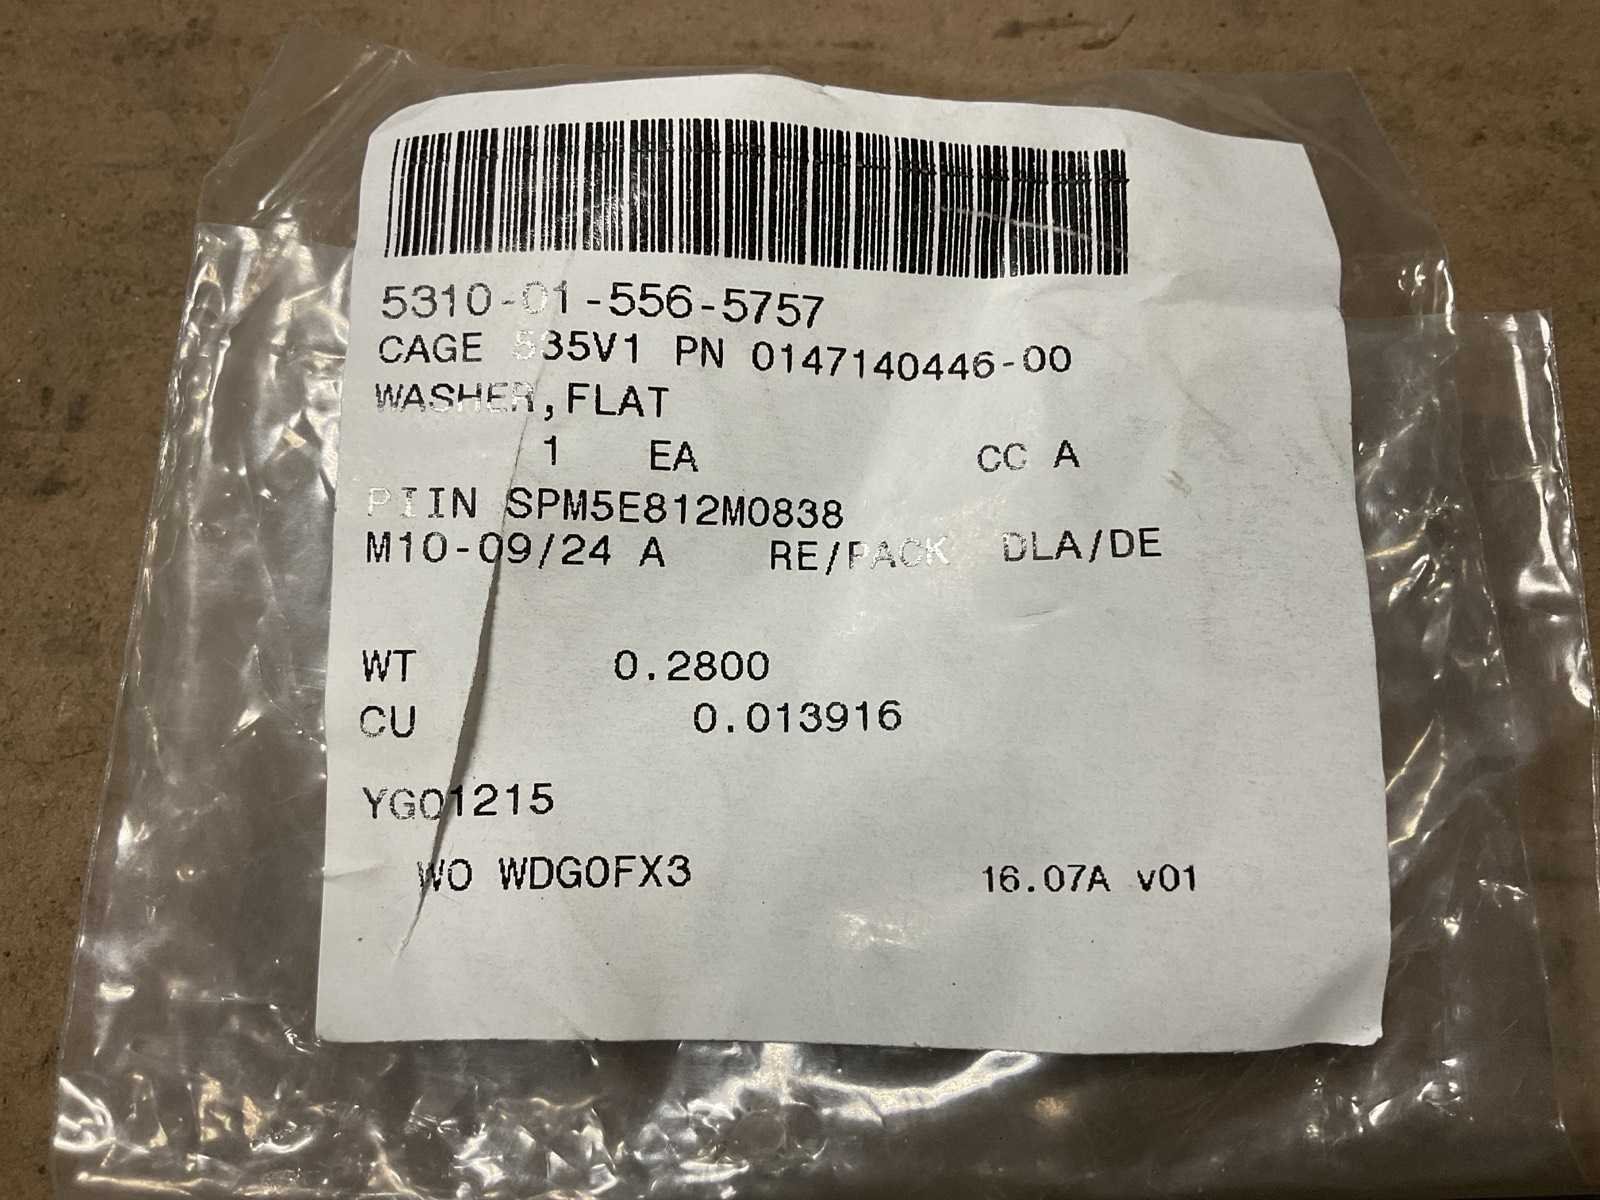 5310-01-556-5757
CAGE 535V1 PN 0147140446-00
WASHER,FLAT
1 EA CC A
PIIN SPM5E812M0838
M10-09/24 A RE/PACK DLA/DE
WT 0.2800
CU 0.013916
YG01215
WO WDG0FX3 16.07A v01